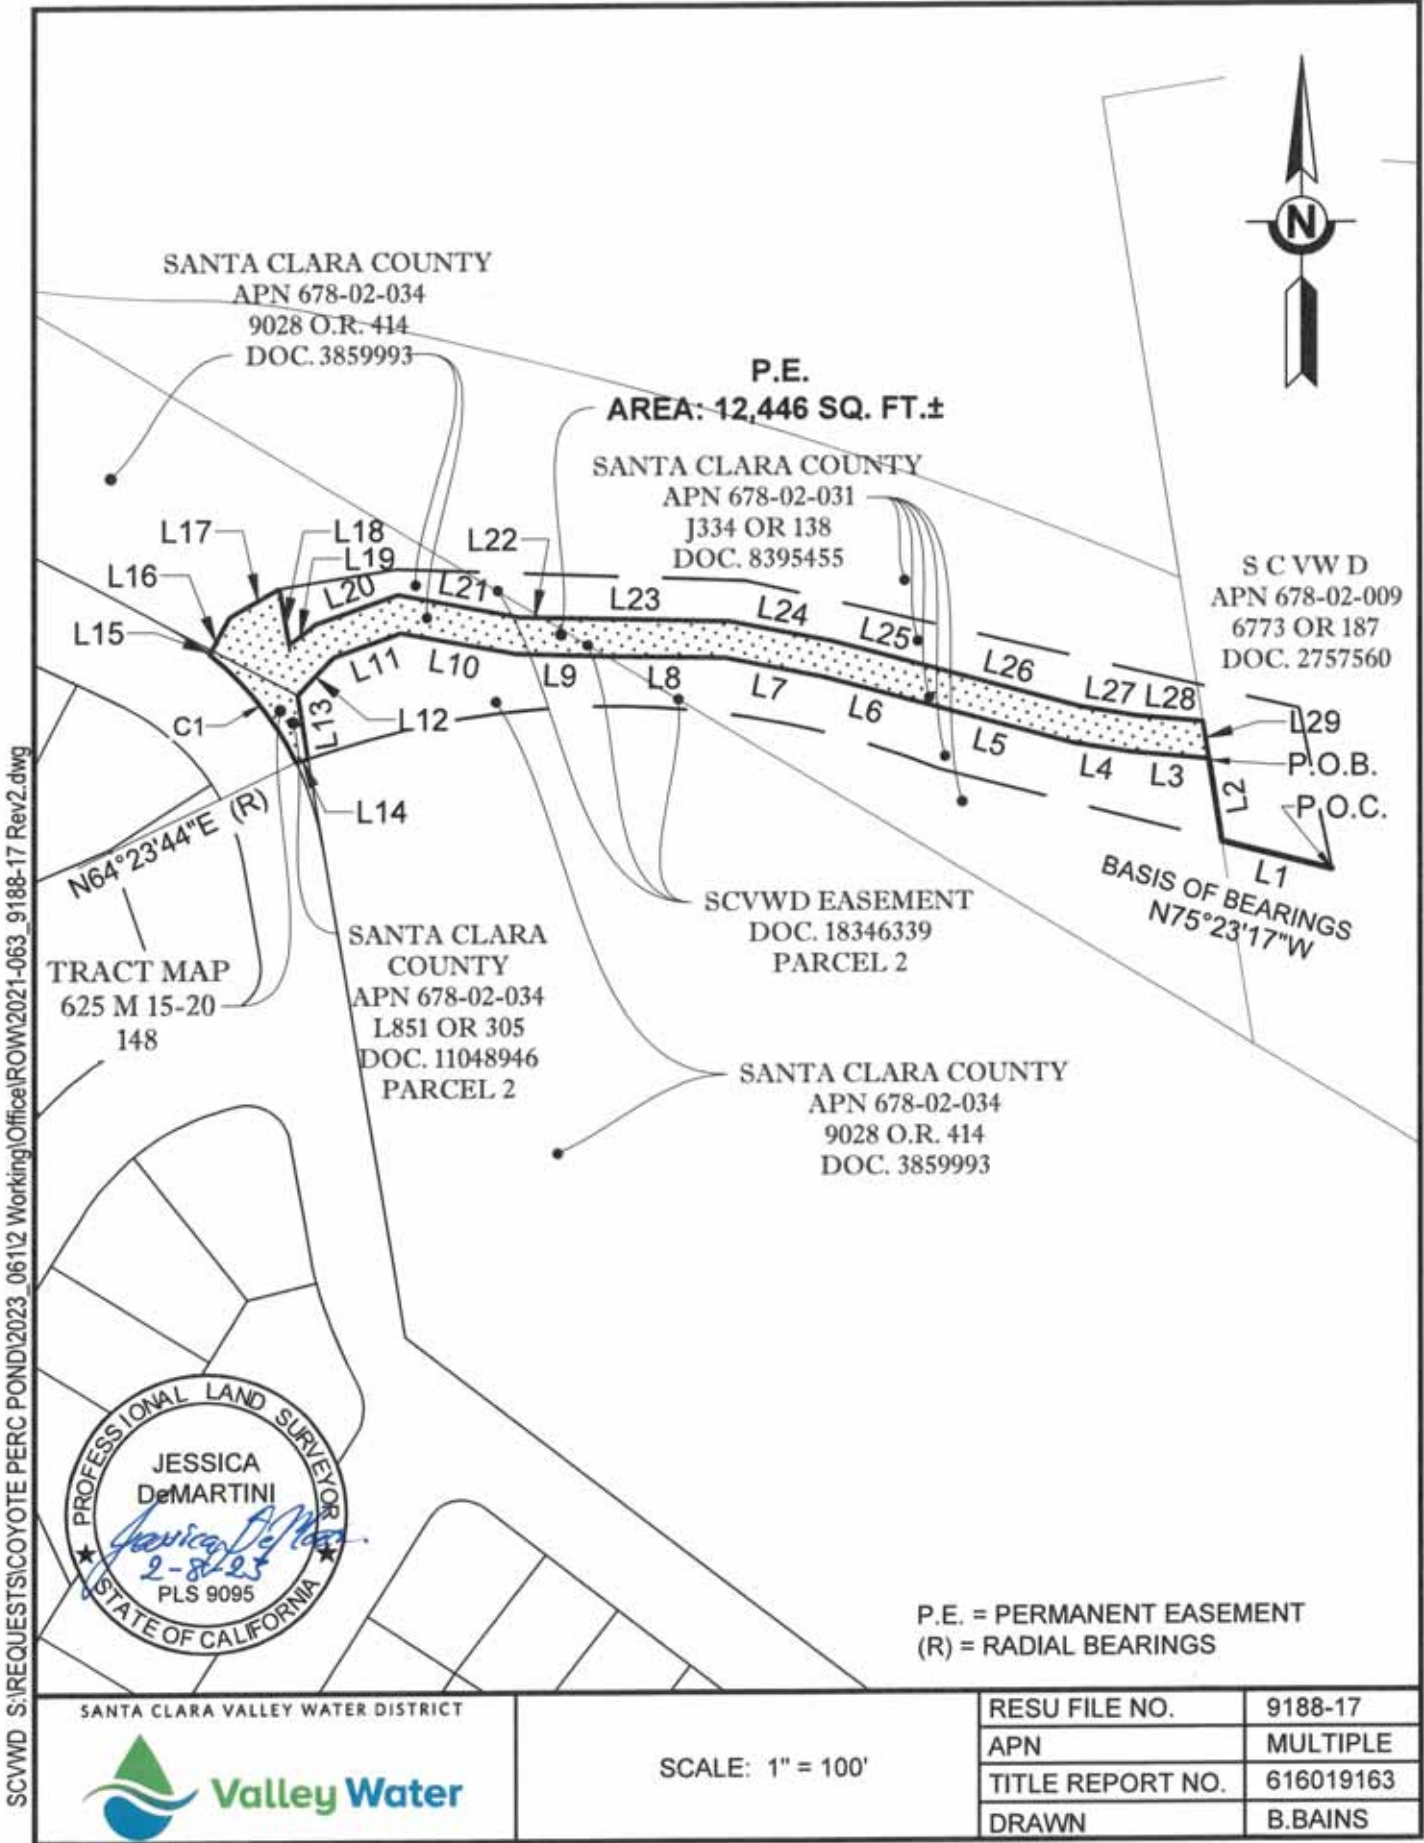 N
SANTA CLARA COUNTY
APN 678-02-034
9028 O.R. 414
DOC. 3859993
P.E.
AREA: 12,446 SQ. FT.±
SANTA CLARA COUNTY
APN 678-02-031
J334 OR 138
DOC. 8395455
S C VW D
APN 678-02-009
6773 OR 187
DOC. 2757560
L17
L18
L19
L22
L16
L20
L21
L23
L24
L25
L26
L27
L28
L29
L15
L11
L10
L9
L8
L7
L6
L5
L4
L3
P.O.B.
C1
L13
L12
L2
P.O.C.
L14
L1
N64°23'44"E (R)
BASIS OF BEARINGS
N75°23'17"W
SCVWD EASEMENT
DOC. 18346339
PARCEL 2
TRACT MAP
625 M 15-20
148
SANTA CLARA
COUNTY
APN 678-02-034
L851 OR 305
DOC. 11048946
PARCEL 2
SANTA CLARA COUNTY
APN 678-02-034
9028 O.R. 414
DOC. 3859993
SCVWD S:\REQUESTS\COYOTE PERC POND\2023_061\2 Working\Office\ROW\2021-063_9188-17 Rev2.dwg
PROFESSIONAL LAND SURVEYOR
JESSICA
DeMARTINI
2-8-23
PLS 9095
STATE OF CALIFORNIA
P.E. = PERMANENT EASEMENT
(R) = RADIAL BEARINGS
SANTA CLARA VALLEY WATER DISTRICT
Valley Water
SCALE: 1" = 100'
RESU FILE NO. 9188-17
APN MULTIPLE
TITLE REPORT NO. 616019163
DRAWN B.BAINS